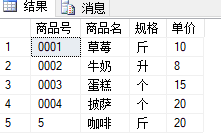 结果 消息
商品号 商品名 规格 单价
1 0001 草莓 斤 10
2 0002 牛奶 升 8
3 0003 蛋糕 个 15
4 0004 披萨 个 20
5 5 咖啡 斤 20